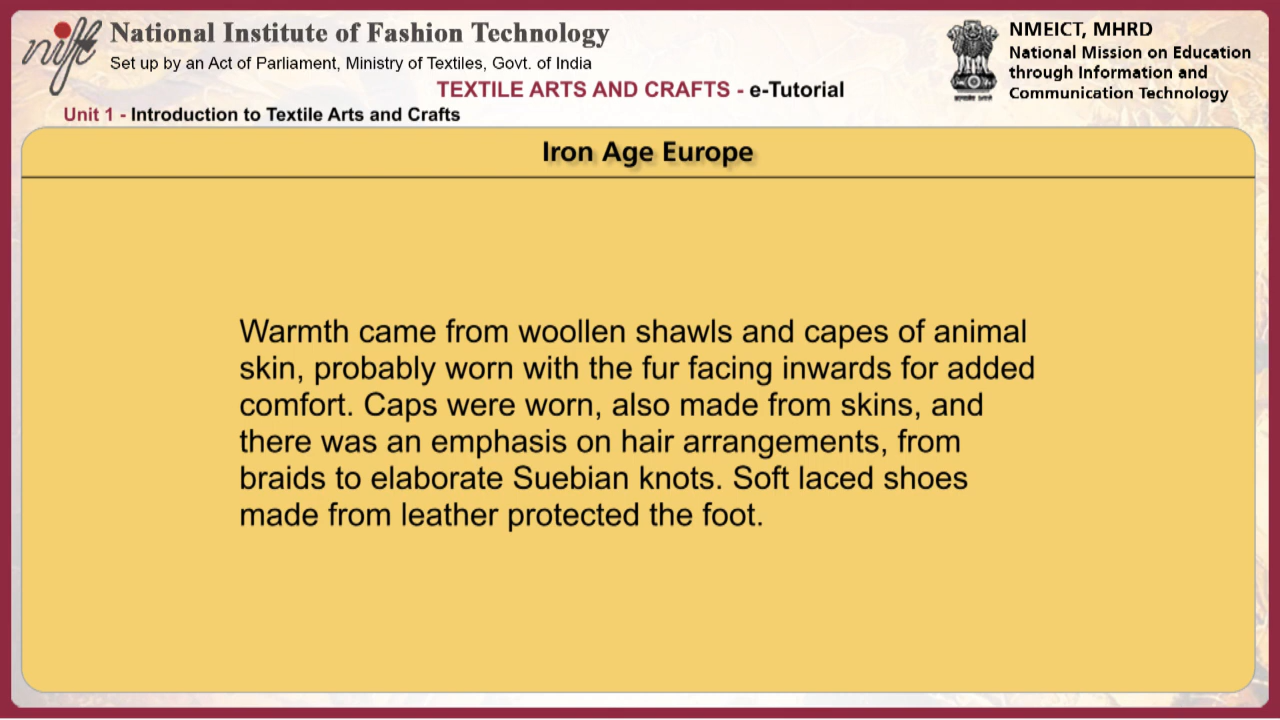 nift
National Institute of Fashion Technology
Set up by an Act of Parliament, Ministry of Textiles, Govt. of India
NMEICT, MHRD
National Mission on Education
through Information and
Communication Technology
TEXTILE ARTS AND CRAFTS - e-Tutorial
Unit 1 - Introduction to Textile Arts and Crafts
Iron Age Europe
Warmth came from woollen shawls and capes of animal
skin, probably worn with the fur facing inwards for added
comfort. Caps were worn, also made from skins, and
there was an emphasis on hair arrangements, from
braids to elaborate Suebian knots. Soft laced shoes
made from leather protected the foot.